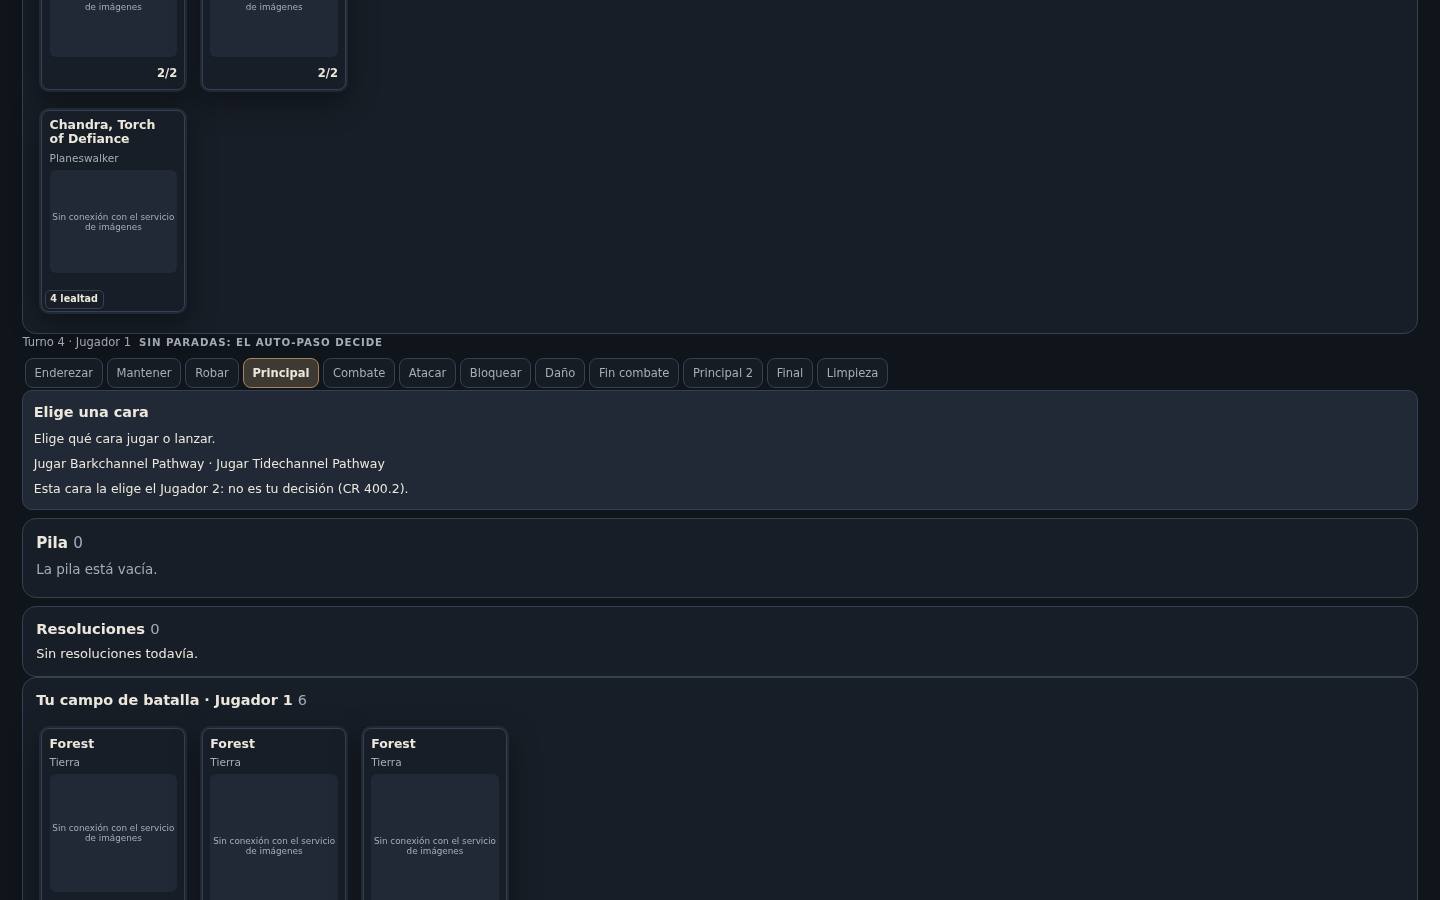 de imágenes
de imágenes
2/2
2/2
Chandra, Torch
of Defiance
Planeswalker
Sin conexión con el servicio
de imágenes
4 lealtad
Turno 4 · Jugador 1 SIN PARADAS: EL AUTO-PASO DECIDE
Enderezar
Mantener
Robar
Principal
Combate
Atacar
Bloquear
Daño
Fin combate
Principal 2
Final
Limpieza
Elige una cara
Elige qué cara jugar o lanzar.
Jugar Barkchannel Pathway · Jugar Tidechannel Pathway
Esta cara la elige el Jugador 2: no es tu decisión (CR 400.2).
Pila 0
La pila está vacía.
Resoluciones 0
Sin resoluciones todavía.
Tu campo de batalla · Jugador 1 6
Forest
Tierra
Sin conexión con el servicio
de imágenes
Forest
Tierra
Sin conexión con el servicio
de imágenes
Forest
Tierra
Sin conexión con el servicio
de imágenes